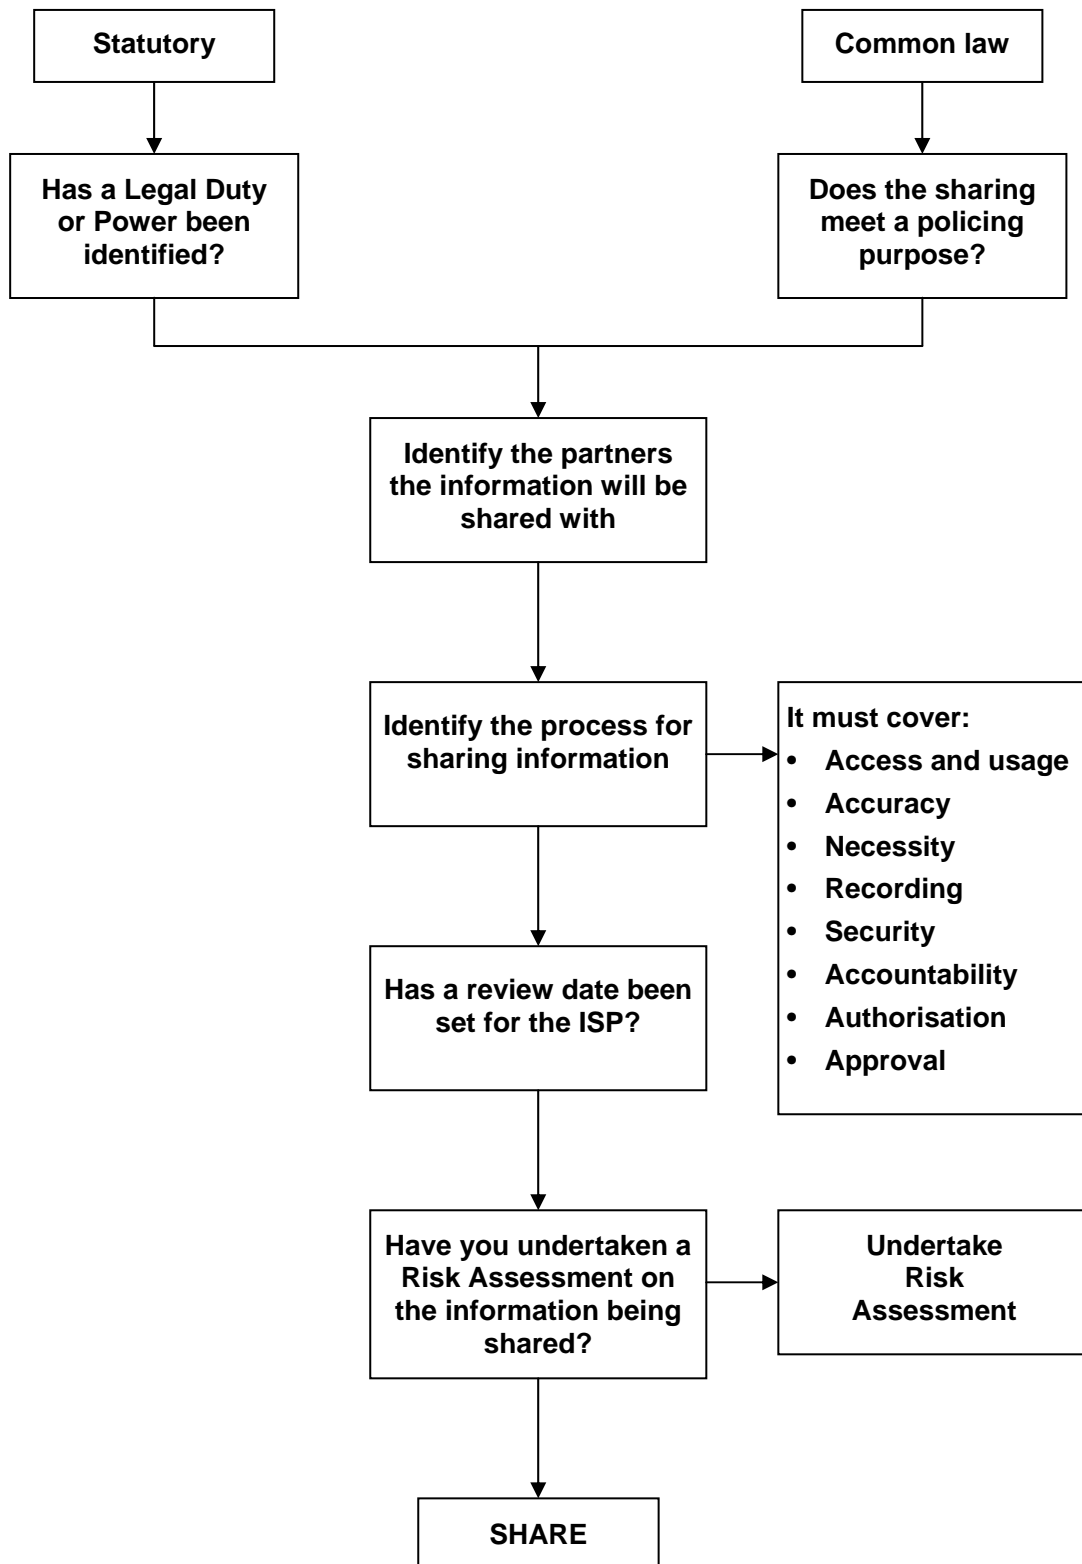 Statutory
Common law
Has a Legal Duty
or Power been
identified?
Does the sharing
meet a policing
purpose?
Identify the partners
the information will be
shared with
Identify the process for
sharing information
It must cover:
• Access and usage
• Accuracy
• Necessity
• Recording
• Security
• Accountability
• Authorisation
• Approval
Has a review date been
set for the ISP?
Have you undertaken a
Risk Assessment on
the information being
shared?
Undertake
Risk
Assessment
SHARE